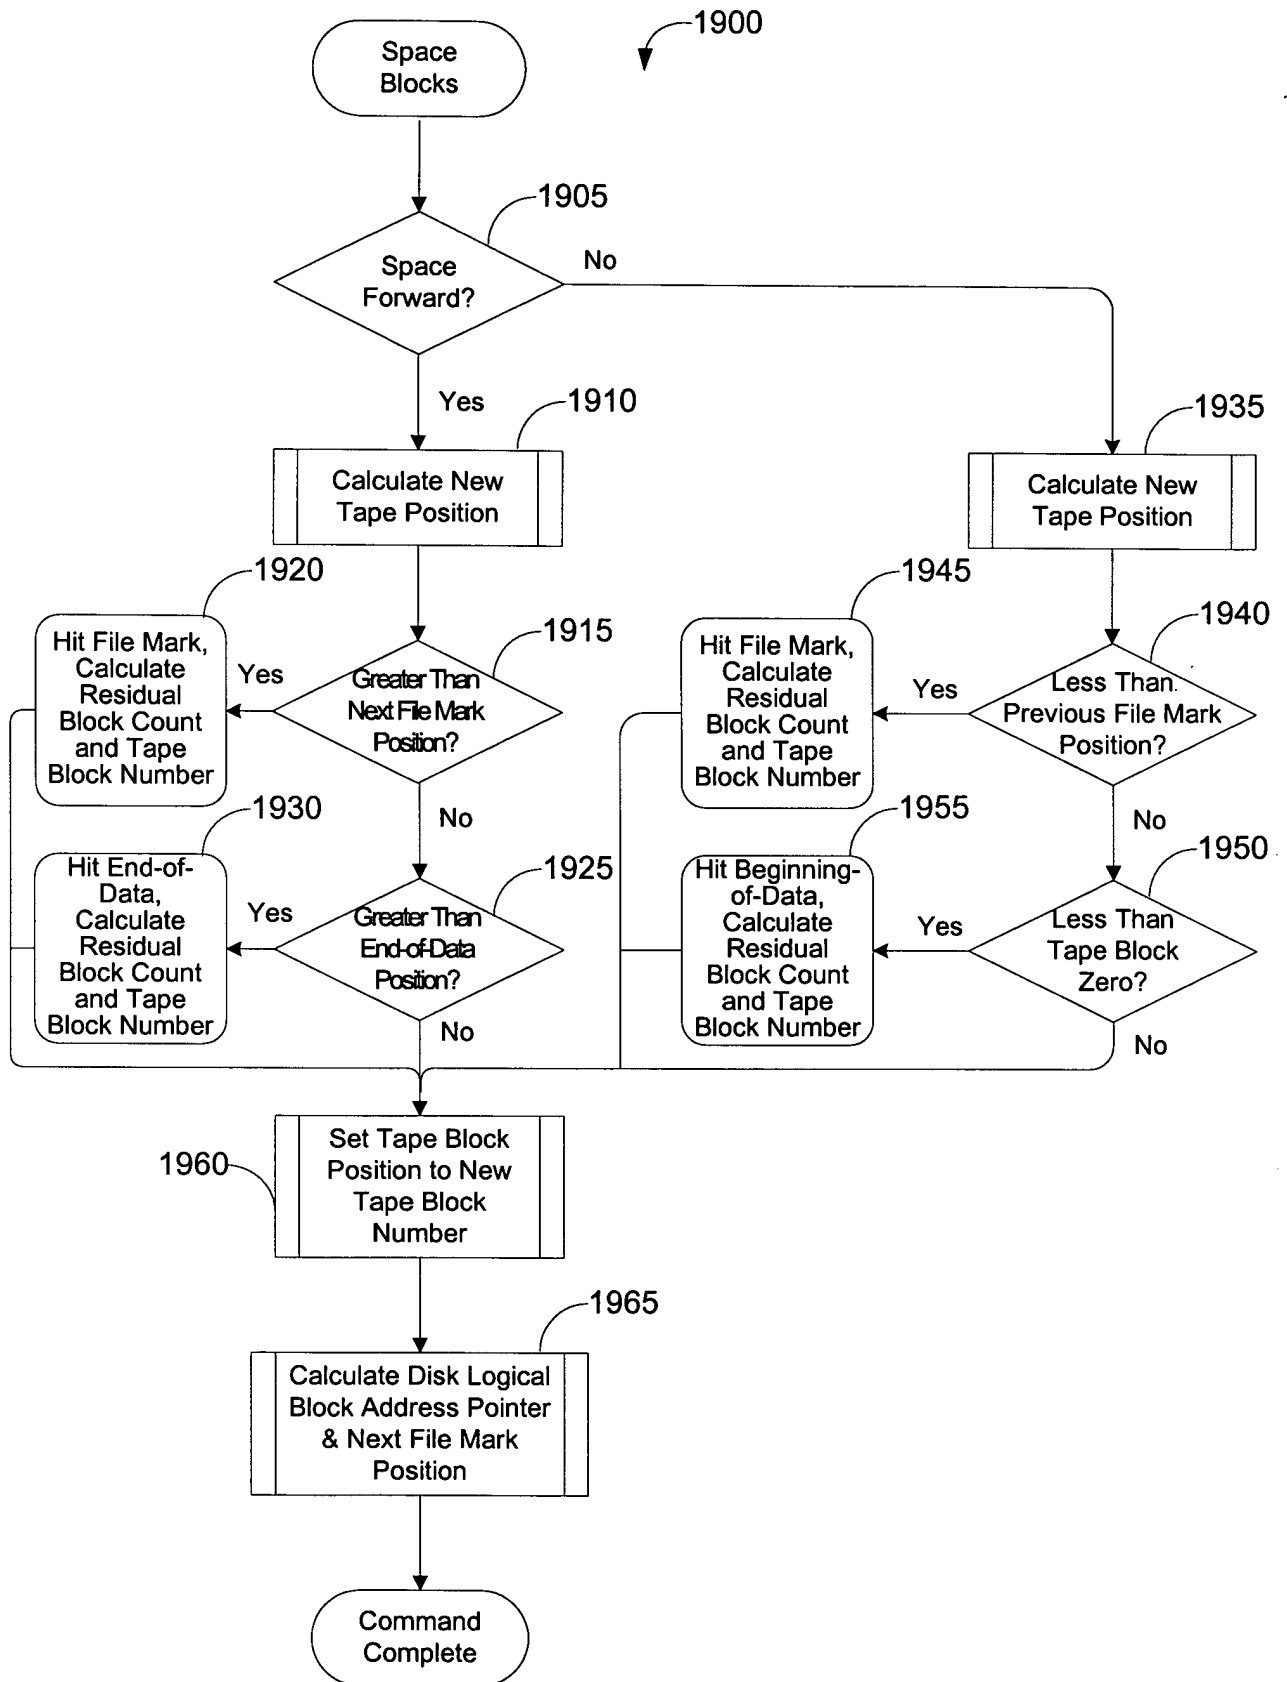 Space
Blocks
1900
1905
Space
Forward?
No
Yes
1910
Calculate New
Tape Position
1935
Calculate New
Tape Position
1920
Hit File Mark,
Calculate
Residual
Block Count
and Tape
Block Number
Yes
1915
Greater Than
Next File Mark
Position?
No
1945
Hit File Mark,
Calculate
Residual
Block Count
and Tape
Block Number
Yes
1940
Less Than
Previous File Mark
Position?
No
1930
Hit End-of-
Data,
Calculate
Residual
Block Count
and Tape
Block Number
Yes
1925
Greater Than
End-of-Data
Position?
No
1955
Hit Beginning-
of-Data,
Calculate
Residual
Block Count
and Tape
Block Number
Yes
1950
Less Than
Tape Block
Zero?
No
1960
Set Tape Block
Position to New
Tape Block
Number
1965
Calculate Disk Logical
Block Address Pointer
& Next File Mark
Position
Command
Complete